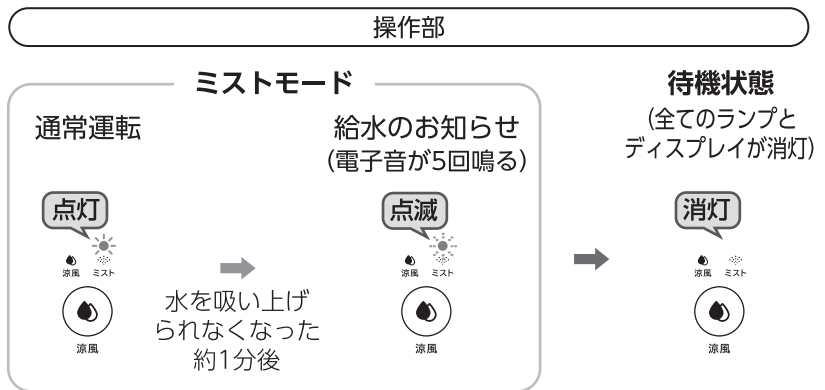 操作部
ミストモード
通常運転
給水のお知らせ
(電子音が5回鳴る)
待機状態
(全てのランプと
ディスプレイが消灯)
点灯
涼風 ミスト
涼風
水を吸い上げ
られなくなった
約1分後
点滅
涼風 ミスト
涼風
消灯
涼風 ミスト
涼風